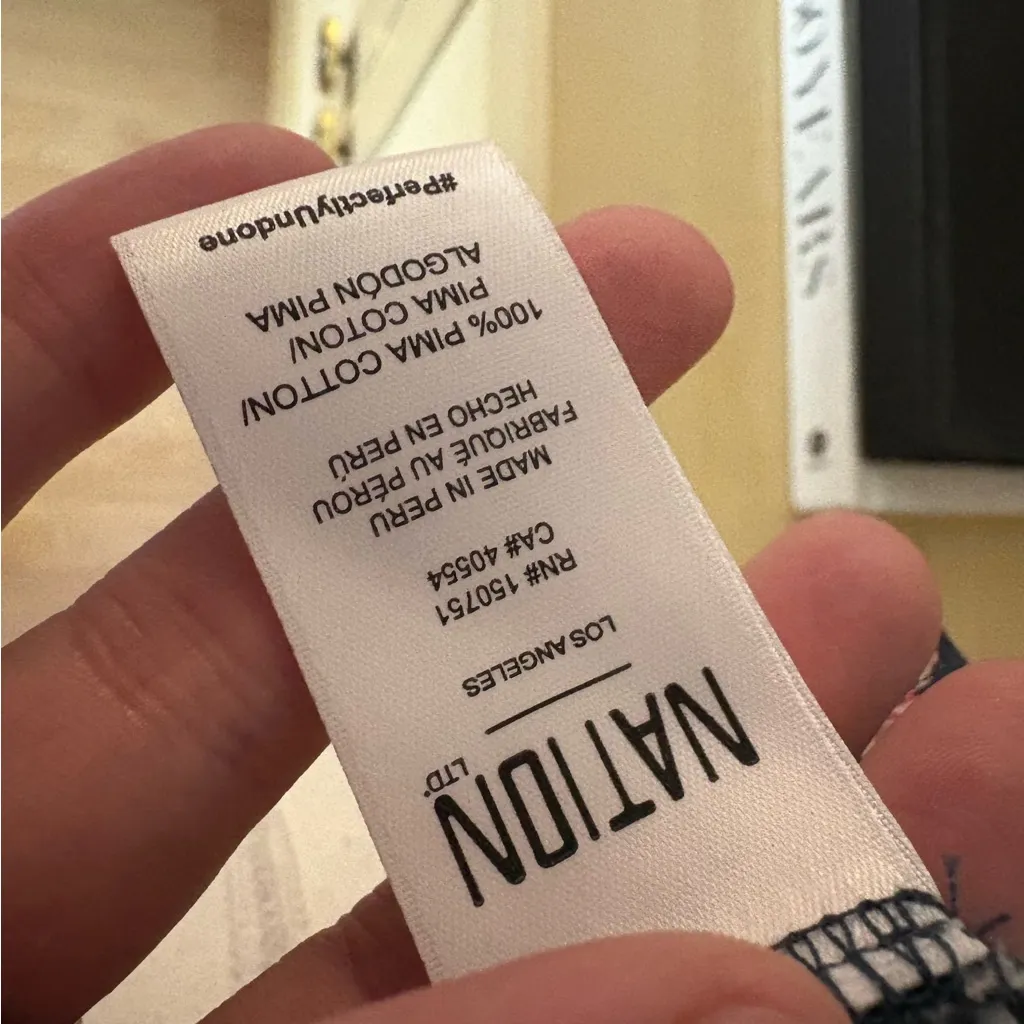 NATION
LTD®
LOS ANGELES
RN# 150751
CA# 40554
MADE IN PERU
FABRIQUÉ AU PÉROU
HECHO EN PERÚ
100% PIMA COTTON/
PIMA COTON/
ALGODÓN PIMA
#PerfectlyUndone